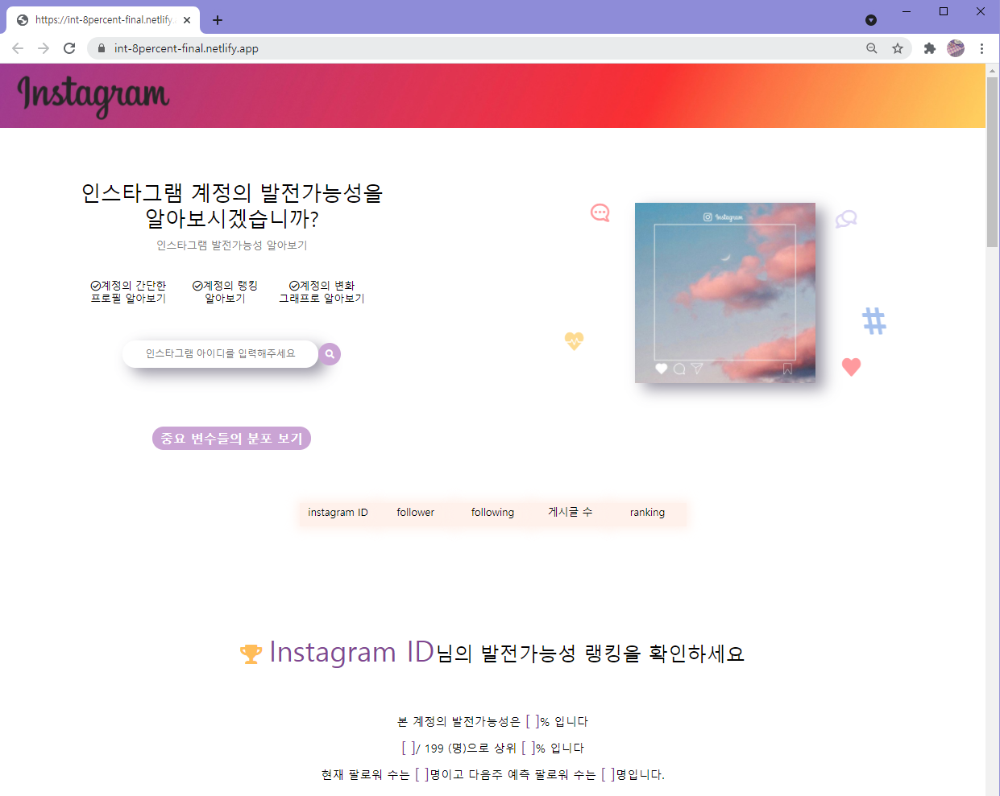 https://int-8percent-final.netlify.
int-8percent-final.netlify.app
Instagram
인스타그램 계정의 발전가능성을
알아보시겠습니까?
인스타그램 발전가능성 알아보기
계정의 간단한
프로필 알아보기
계정의 랭킹
알아보기
계정의 변화
그래프로 알아보기
인스타그램 아이디를 입력해주세요
중요 변수들의 분포 보기
Instagram
instagram ID follower following 게시글 수 ranking
Instagram ID님의 발전가능성 랭킹을 확인하세요
본 계정의 발전가능성은 [ ]% 입니다
[ ]/ 199 (명)으로 상위 [ ]% 입니다
현재 팔로워 수는 [ ]명이고 다음주 예측 팔로워 수는 [ ]명입니다.